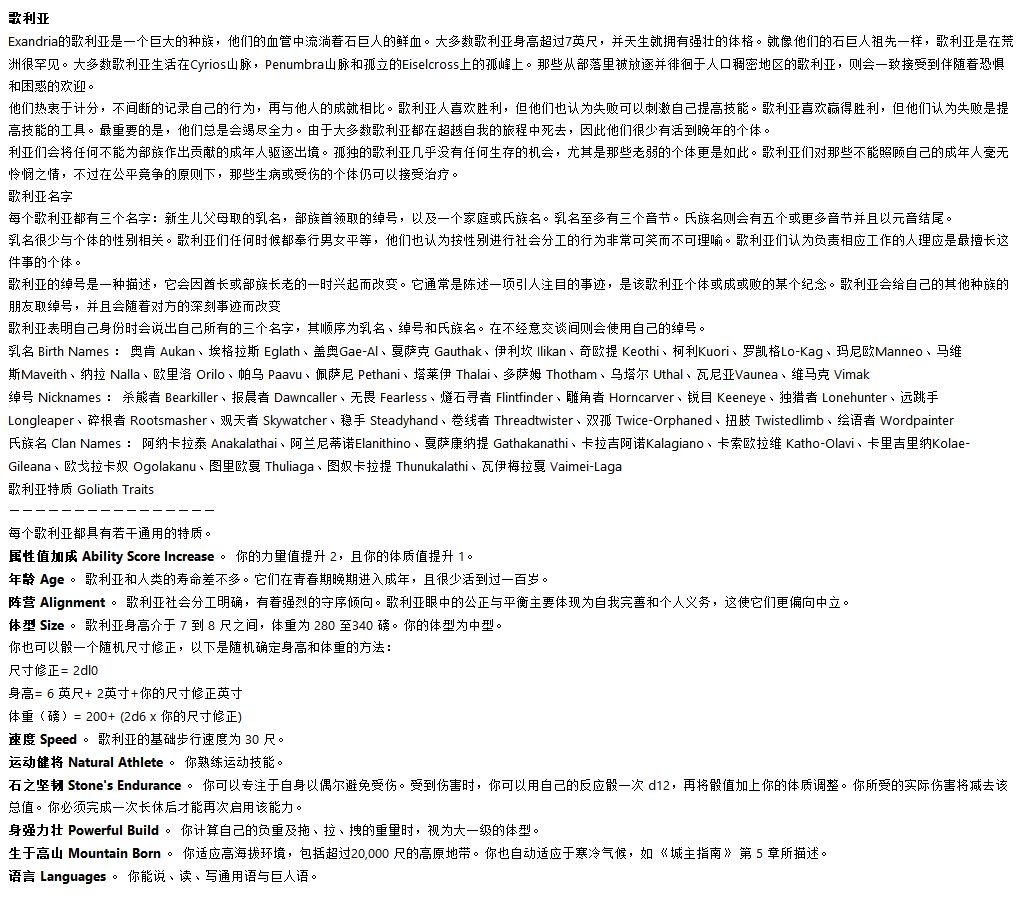 歌利亚
Exandria的歌利亚是一个巨大的种族，他们的血管中流淌着石巨人的鲜血。大多数歌利亚身高超过7英尺，并天生就拥有强壮的体格。就像他们的石巨人祖先一样，歌利亚是在荒
洲很罕见。大多数歌利亚生活在Cyrios山脉，Penumbra山脉和孤立的Eiselcross上的孤峰上。那些从部落里被放逐并徘徊于人口稠密地区的歌利亚，则会一致接受到伴随着恐惧
和困惑的欢迎。
他们热衷于计分，不间断的记录自己的行为，再与他人的成就相比。歌利亚人喜欢胜利，但他们也认为失败可以刺激自己提高技能。歌利亚喜欢赢得胜利，但他们认为失败是提
高技能的工具。最重要的是，他们总是会竭尽全力。由于大多数歌利亚都在超越自我的旅程中死去，因此他们很少有活到晚年的个体。
利亚们会将任何不能为部族作出贡献的成年人驱逐出境。孤独的歌利亚几乎没有任何生存的机会，尤其是那些老弱的个体更是如此。歌利亚们对那些不能照顾自己的成年人毫无
怜悯之情，不过在公平竞争的原则下，那些生病或受伤的个体仍可以接受治疗。
歌利亚名字
每个歌利亚都有三个名字：新生儿父母取的乳名，部族首领取的绰号，以及一个家庭或氏族名。乳名至多有三个音节。氏族名则会有五个或更多音节并且以元音结尾。
乳名很少与个体的性别相关。歌利亚们任何时候都奉行男女平等，他们也认为按性别进行社会分工的行为非常可笑而不可理喻。歌利亚们认为负责相应工作的人理应是最擅长这
件事的个体。
歌利亚的绰号是一种描述，它会因酋长或部族长老的一时兴起而改变。它通常是陈述一项引人注目的事迹，是该歌利亚个体或成或败的某个纪念。歌利亚会给自己的其他种族的
朋友取绰号，并且会随着对方的深刻事迹而改变
歌利亚表明自己身份时会说出自己所有的三个名字，其顺序为乳名、绰号和氏族名。在不经意交谈间则会使用自己的绰号。
乳名 Birth Names ： 奥肯 Aukan、埃格拉斯 Eglath、盖奥Gae-Al、戛萨克 Gauthak、伊利坎 Ilikan、奇欧提 Keothi、柯利Kuori、罗凯格Lo-Kag、玛尼欧Manneo、马维
斯Maveith、纳拉 Nalla、欧里洛 Orilo、帕乌 Paavu、佩萨尼 Pethani、塔莱伊 Thalai、多萨姆 Thotham、乌塔尔 Uthal、瓦尼亚Vaunea、维马克 Vimak
绰号 Nicknames ： 杀熊者 Bearkiller、报晨者 Dawncaller、无畏 Fearless、燧石寻者 Flintfinder、雕角者 Horncarver、锐目 Keeneye、独猎者 Lonehunter、远跳手
Longleaper、碎根者 Rootsmasher、观天者 Skywatcher、稳手 Steadyhand、卷线者 Threadtwister、双孤 Twice-Orphaned、扭肢 Twistedlimb、绘语者 Wordpainter
氏族名 Clan Names ： 阿纳卡拉泰 Anakalathai、阿兰尼蒂诺Elanithino、戛萨康纳提 Gathakanathi、卡拉吉阿诺Kalagiano、卡索欧拉维 Katho-Olavi、卡里吉里纳Kolae-
Gileana、欧戈拉卡奴 Ogolakanu、图里欧戛 Thuliaga、图奴卡拉提 Thunukalathi、瓦伊梅拉戛 Vaimei-Laga
歌利亚特质 Goliath Traits
－－－－－－－－－－－－－－－－
每个歌利亚都具有若干通用的特质。
属性值加成 Ability Score Increase 。 你的力量值提升 2，且你的体质值提升 1。
年龄 Age 。 歌利亚和人类的寿命差不多。它们在青春期晚期进入成年，且很少活到过一百岁。
阵营 Alignment 。 歌利亚社会分工明确，有着强烈的守序倾向。歌利亚眼中的公正与平衡主要体现为自我完善和个人义务，这使它们更偏向中立。
体型 Size 。 歌利亚身高介于 7 到 8 尺之间，体重为 280 至340 磅。你的体型为中型。
你也可以骰一个随机尺寸修正，以下是随机确定身高和体重的方法：
尺寸修正= 2dl0
身高= 6 英尺+ 2英寸+你的尺寸修正英寸
体重（磅）= 200+ (2d6 x 你的尺寸修正)
速度 Speed 。 歌利亚的基础步行速度为 30 尺。
运动健将 Natural Athlete 。 你熟练运动技能。
石之坚韧 Stone's Endurance 。 你可以专注于自身以偶尔避免受伤。受到伤害时，你可以用自己的反应骰一次 d12，再将骰值加上你的体质调整。你所受的实际伤害将减去该
总值。你必须完成一次长休后才能再次启用该能力。
身强力壮 Powerful Build 。 你计算自己的负重及拖、拉、拽的重量时，视为大一级的体型。
生于高山 Mountain Born 。 你适应高海拔环境，包括超过20,000 尺的高原地带。你也自动适应于寒冷气候，如 《城主指南》 第 5 章所描述。
语言 Languages 。 你能说、读、写通用语与巨人语。